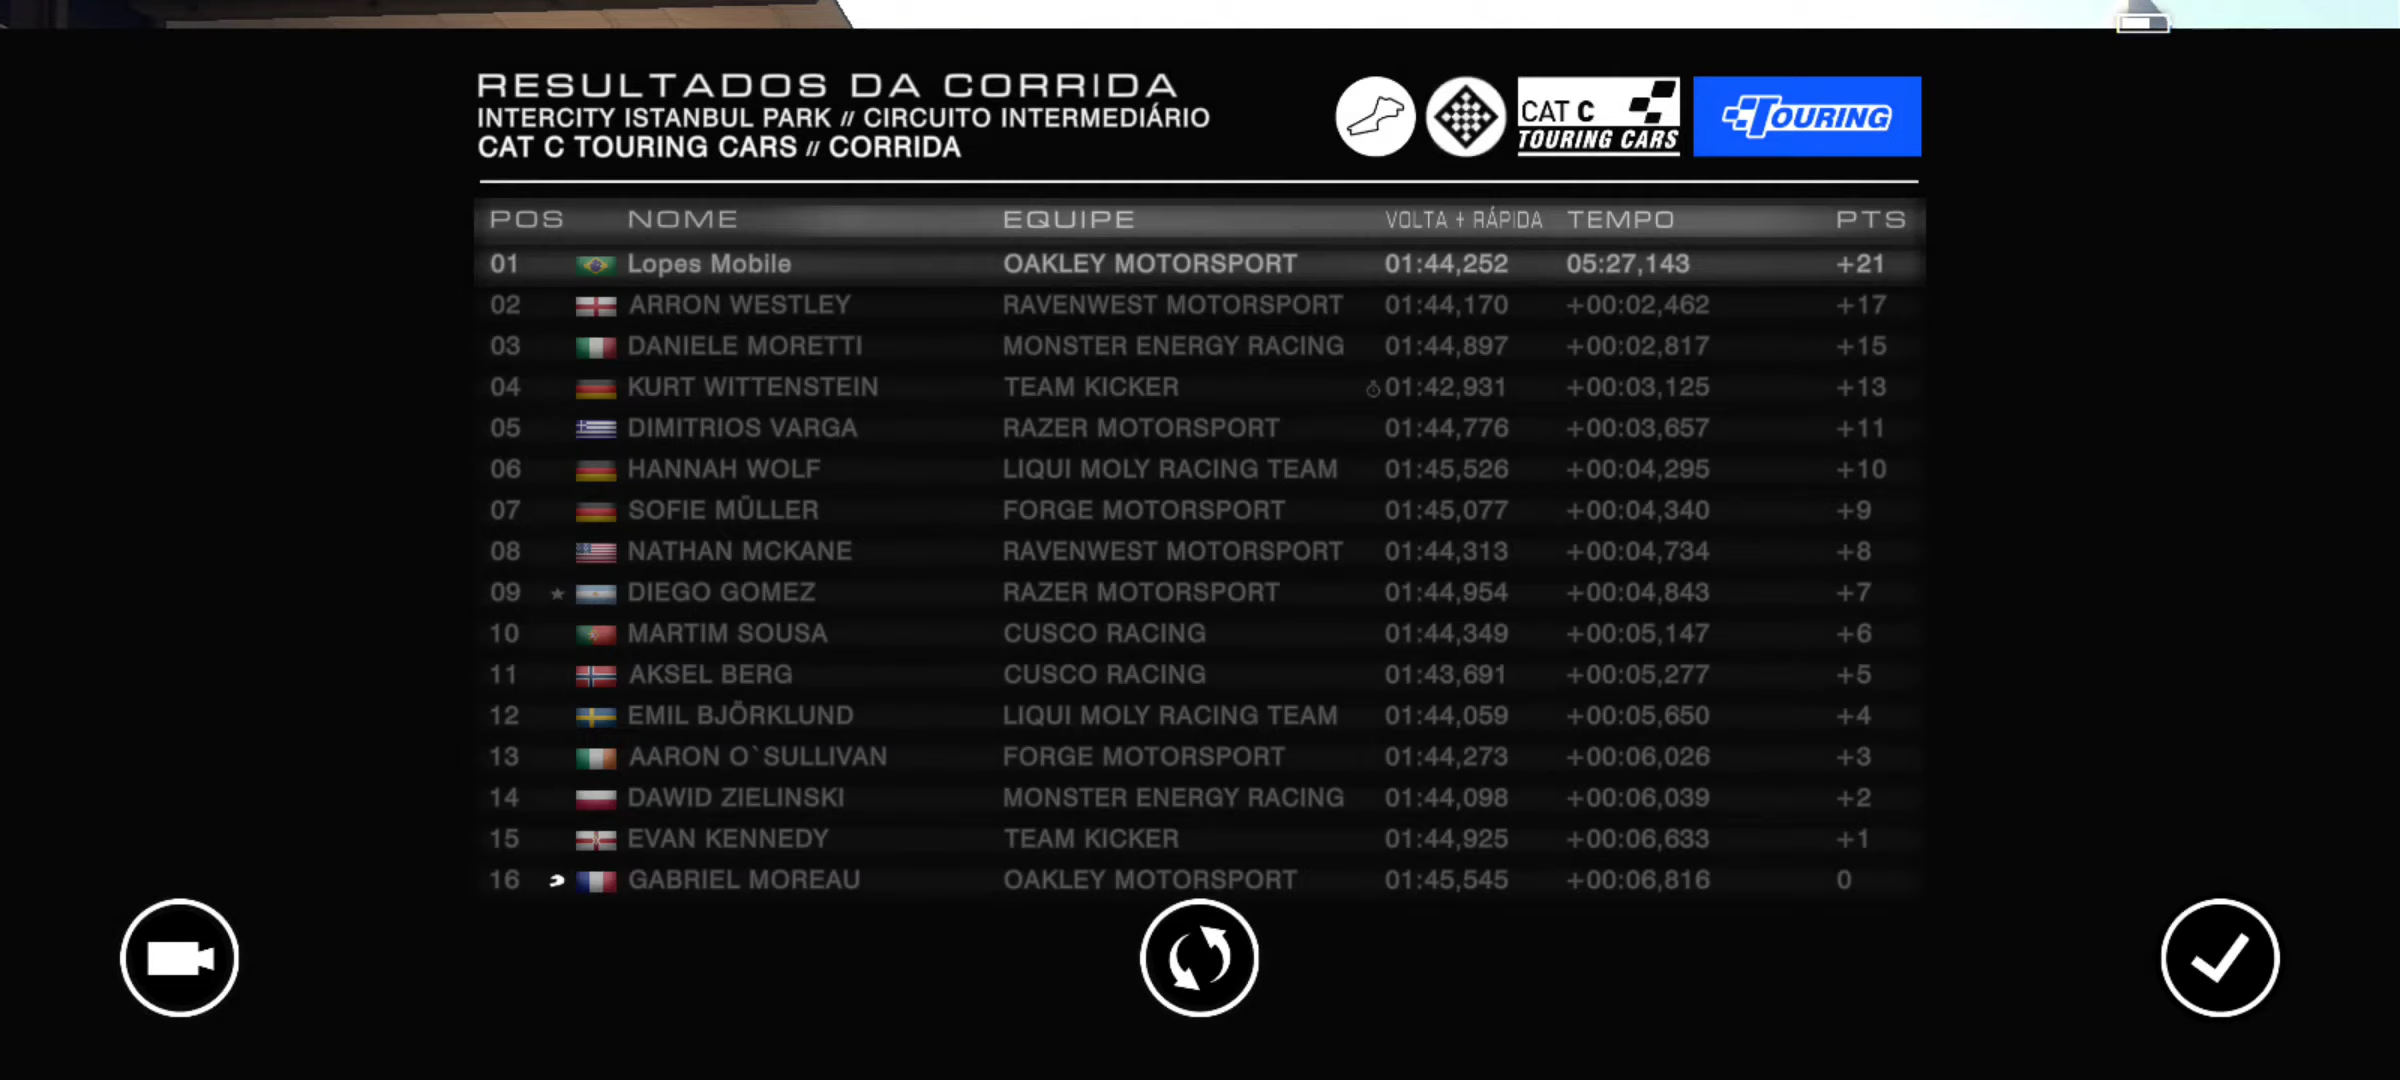 RESULTADOS DA CORRIDA
INTERCITY ISTANBUL PARK // CIRCUITO INTERMEDIÁRIO
CAT C TOURING CARS // CORRIDA
CAT C
TOURING CARS
TOURING
POS NOME EQUIPE VOLTA + RÁPIDA TEMPO PTS
01 Lopes Mobile OAKLEY MOTORSPORT 01:44,252 05:27,143 +21
02 ARRON WESTLEY RAVENWEST MOTORSPORT 01:44,170 +00:02,462 +17
03 DANIELE MORETTI MONSTER ENERGY RACING 01:44,897 +00:02,817 +15
04 KURT WITTENSTEIN TEAM KICKER 01:42,931 +00:03,125 +13
05 DIMITRIOS VARGA RAZER MOTORSPORT 01:44,776 +00:03,657 +11
06 HANNAH WOLF LIQUI MOLY RACING TEAM 01:45,526 +00:04,295 +10
07 SOFIE MÜLLER FORGE MOTORSPORT 01:45,077 +00:04,340 +9
08 NATHAN MCKANE RAVENWEST MOTORSPORT 01:44,313 +00:04,734 +8
09 DIEGO GOMEZ RAZER MOTORSPORT 01:44,954 +00:04,843 +7
10 MARTIM SOUSA CUSCO RACING 01:44,349 +00:05,147 +6
11 AKSEL BERG CUSCO RACING 01:43,691 +00:05,277 +5
12 EMIL BJÖRKLUND LIQUI MOLY RACING TEAM 01:44,059 +00:05,650 +4
13 AARON O`SULLIVAN FORGE MOTORSPORT 01:44,273 +00:06,026 +3
14 DAWID ZIELINSKI MONSTER ENERGY RACING 01:44,098 +00:06,039 +2
15 EVAN KENNEDY TEAM KICKER 01:44,925 +00:06,633 +1
16 GABRIEL MOREAU OAKLEY MOTORSPORT 01:45,545 +00:06,816 0